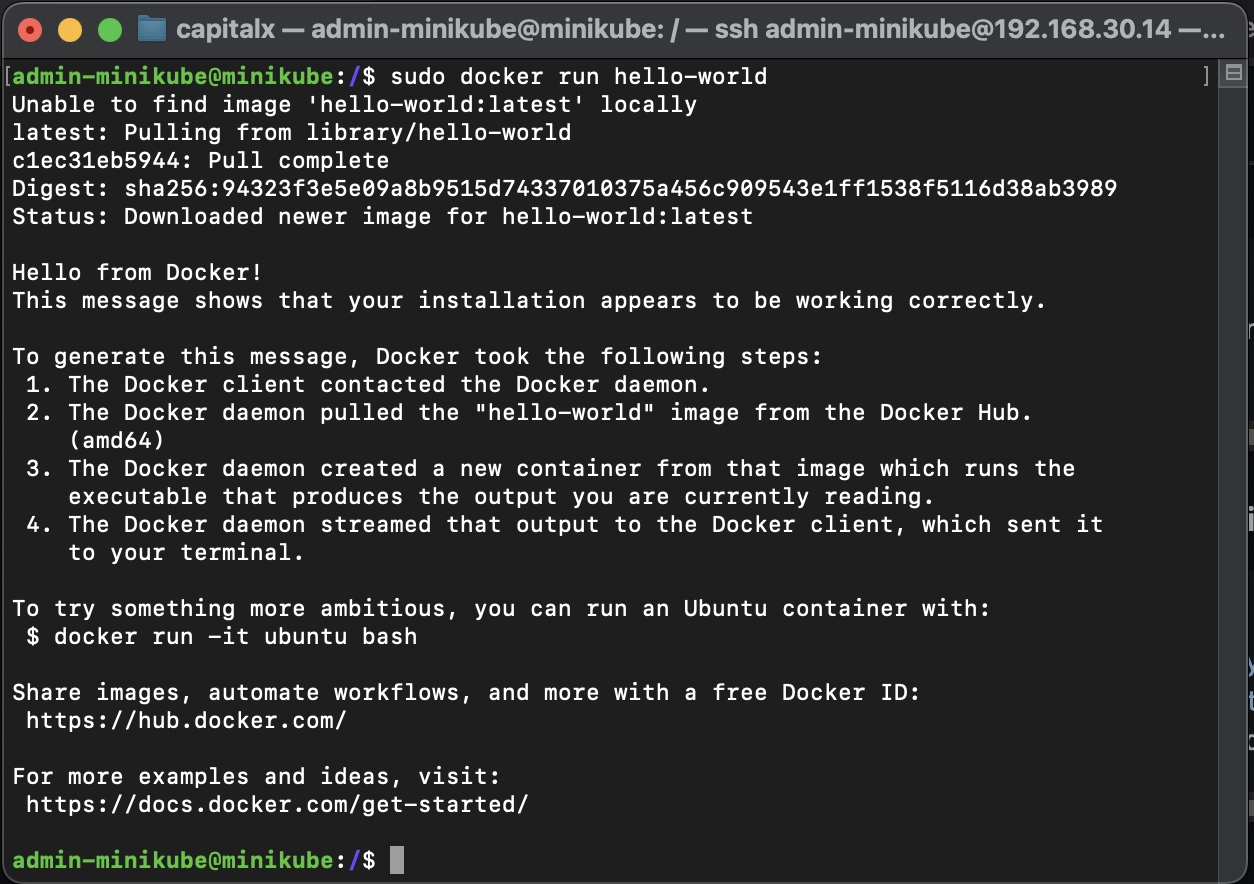 capitalx — admin-minikube@minikube: / — ssh admin-minikube@192.168.30.14 —...
[admin-minikube@minikube:/$ sudo docker run hello-world ]
Unable to find image 'hello-world:latest' locally
latest: Pulling from library/hello-world
c1ec31eb5944: Pull complete
Digest: sha256:94323f3e5e09a8b9515d74337010375a456c909543e1ff1538f5116d38ab3989
Status: Downloaded newer image for hello-world:latest

Hello from Docker!
This message shows that your installation appears to be working correctly.

To generate this message, Docker took the following steps:
 1. The Docker client contacted the Docker daemon.
 2. The Docker daemon pulled the "hello-world" image from the Docker Hub.
    (amd64)
 3. The Docker daemon created a new container from that image which runs the
    executable that produces the output you are currently reading.
 4. The Docker daemon streamed that output to the Docker client, which sent it
    to your terminal.

To try something more ambitious, you can run an Ubuntu container with:
 $ docker run -it ubuntu bash

Share images, automate workflows, and more with a free Docker ID:
 https://hub.docker.com/

For more examples and ideas, visit:
 https://docs.docker.com/get-started/

admin-minikube@minikube:/$